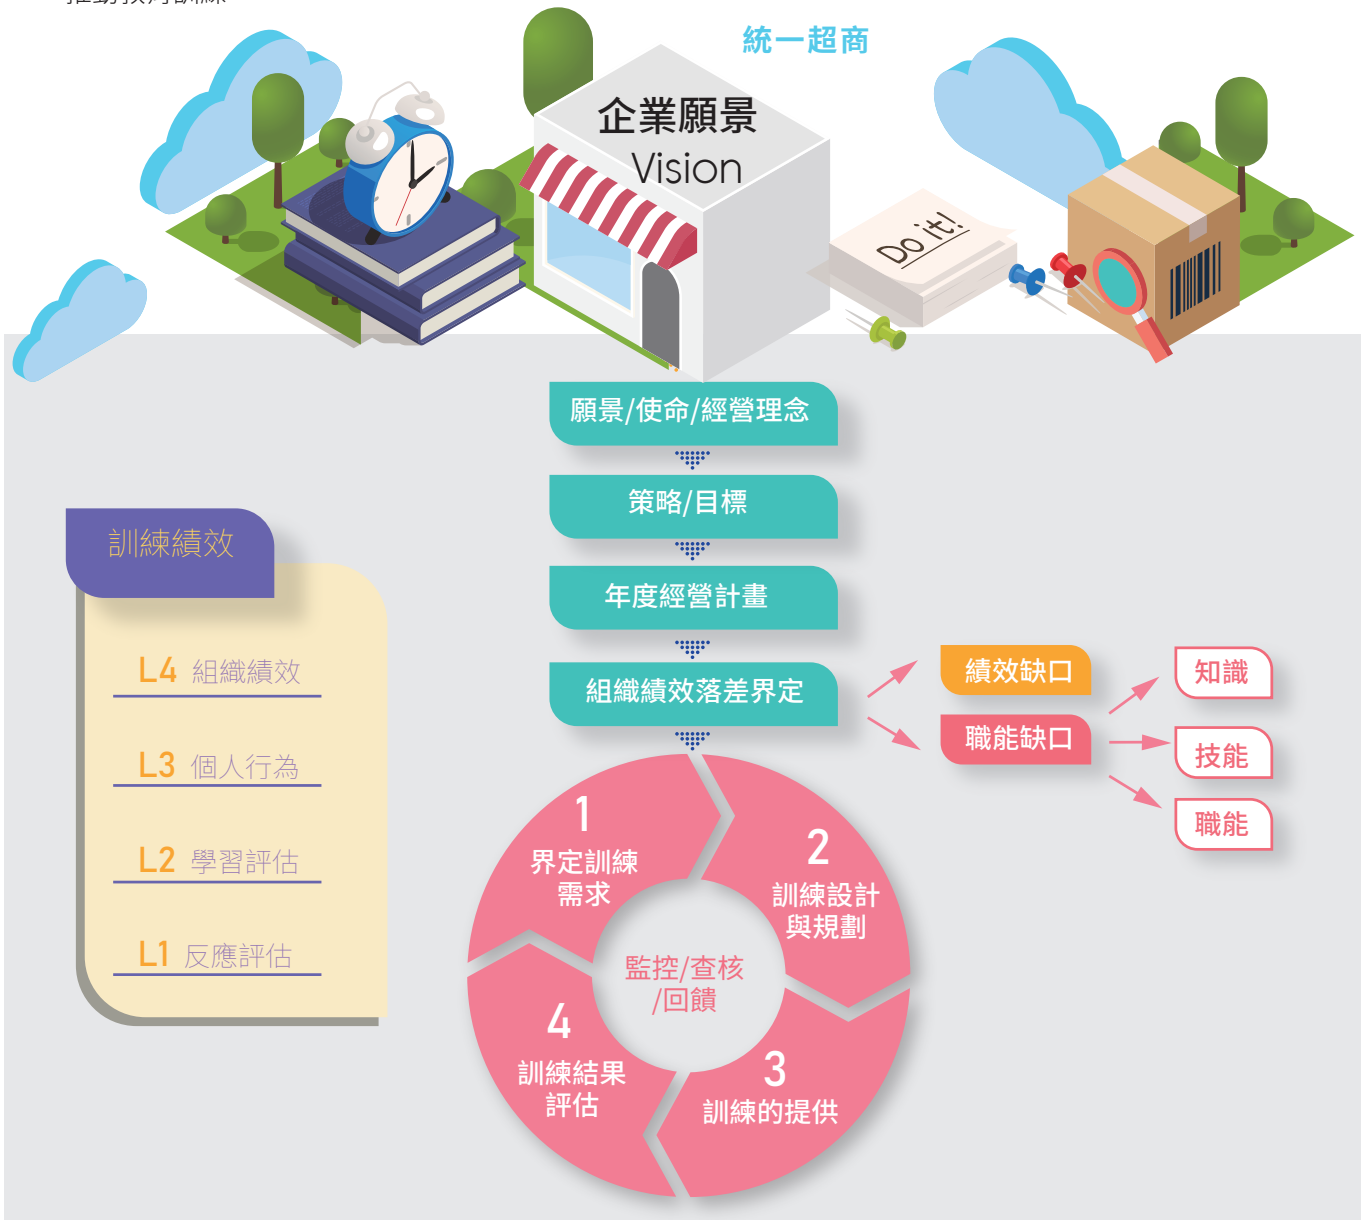 統一超商
企業願景
Vision
Do it!
願景/使命/經營理念
策略/目標
年度經營計畫
組織績效落差界定
績效缺口
職能缺口
知識
技能
職能
訓練績效
L4 組織績效
L3 個人行為
L2 學習評估
L1 反應評估
1
界定訓練
需求
2
訓練設計
與規劃
3
訓練的提供
4
訓練結果
評估
監控/查核
/回饋